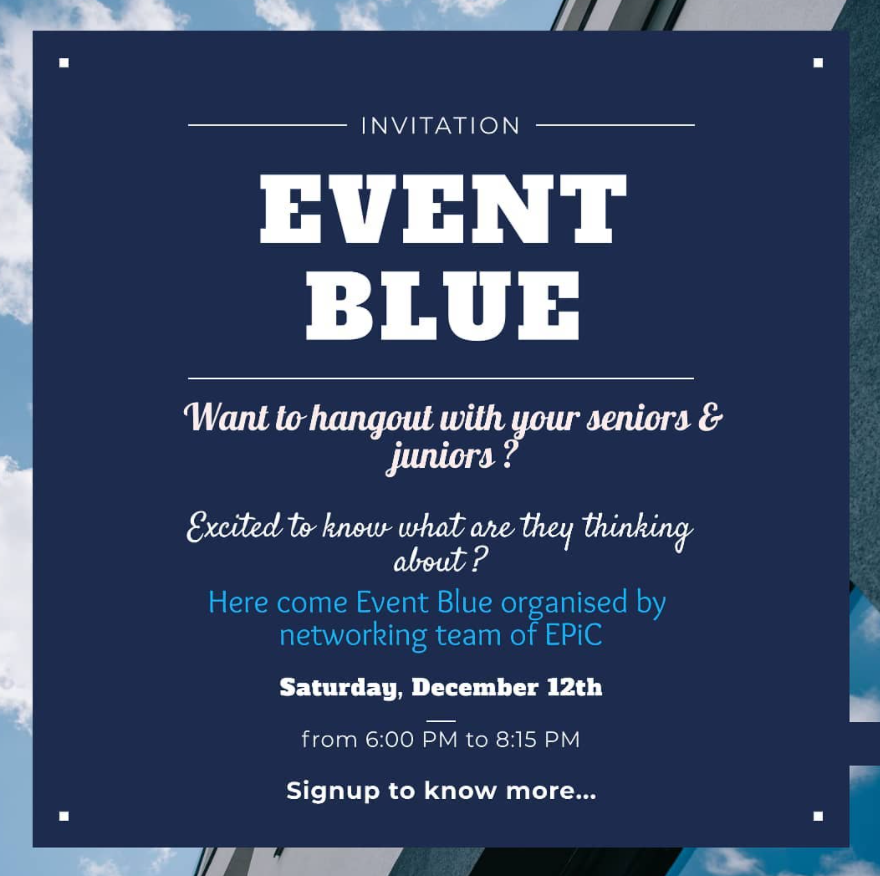 INVITATION
EVENT
BLUE
Want to hangout with your seniors &
juniors ?
Excited to know what are they thinking
about ?
Here come Event Blue organised by
networking team of EPiC
Saturday, December 12th
from 6:00 PM to 8:15 PM
Signup to know more...